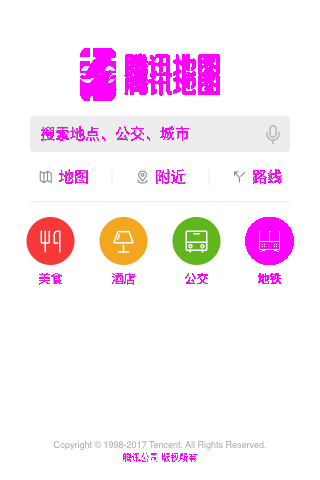 腾讯地图
搜索地点、公交、城市
地图 附近 路线
美食 酒店 公交 地铁
Copyright © 1998-2017 Tencent. All Rights Reserved.
腾讯公司 版权所有